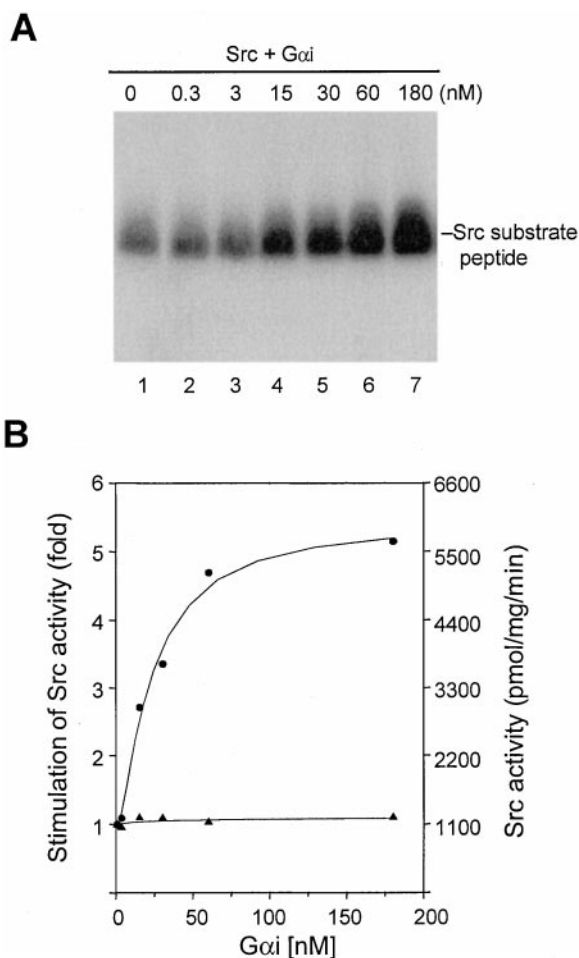 A
Src + Gαi
0 0.3 3 15 30 60 180 (nM)
–Src substrate
peptide
1 2 3 4 5 6 7
B
Stimulation of Src activity (fold)
6
5
4
3
2
1
6600
5500
4400
3300
2200
1100
Src activity (pmol/mg/min)
0 50 100 150 200
Gαi [nM]